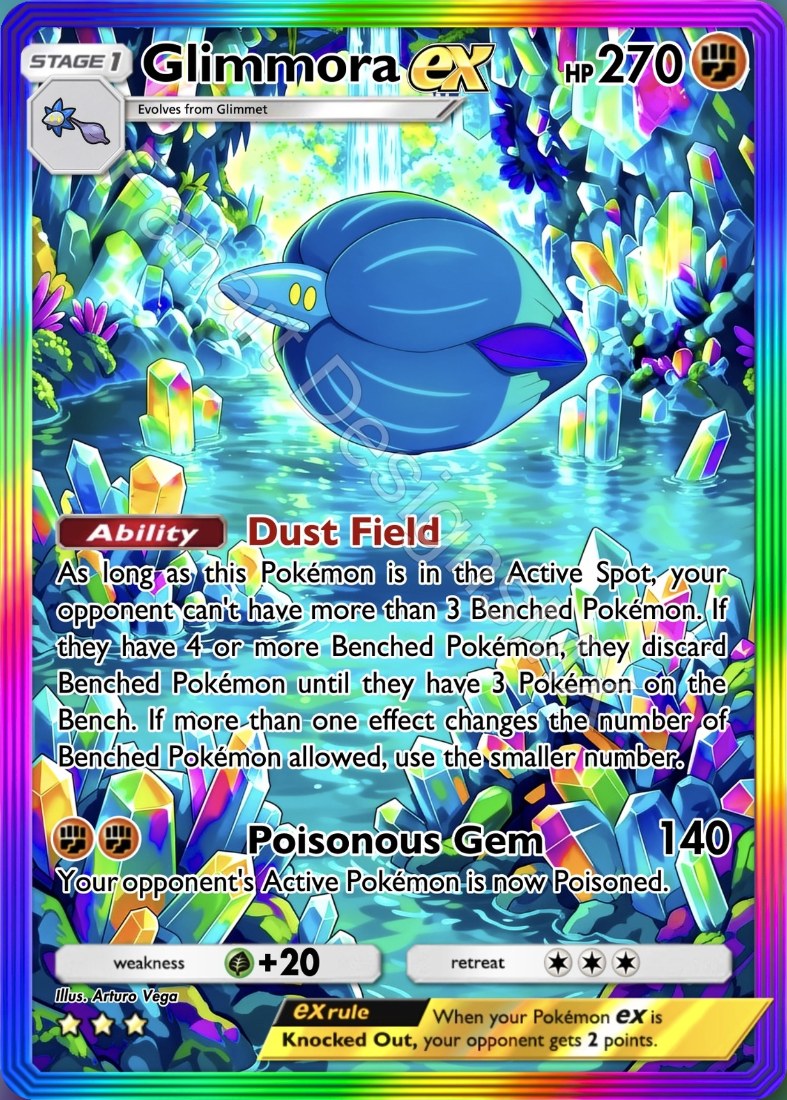 STAGE 1 Glimmora ex HP 270
Evolves from Glimmet
Fanart Designs
Ability Dust Field
As long as this Pokémon is in the Active Spot, your
opponent can't have more than 3 Benched Pokémon. If
they have 4 or more Benched Pokémon, they discard
Benched Pokémon until they have 3 Pokémon on the
Bench. If more than one effect changes the number of
Benched Pokémon allowed, use the smaller number.
Poisonous Gem 140
Your opponent's Active Pokémon is now Poisoned.
weakness +20 retreat
Illus. Arturo Vega
ex rule When your Pokémon ex is
Knocked Out, your opponent gets 2 points.